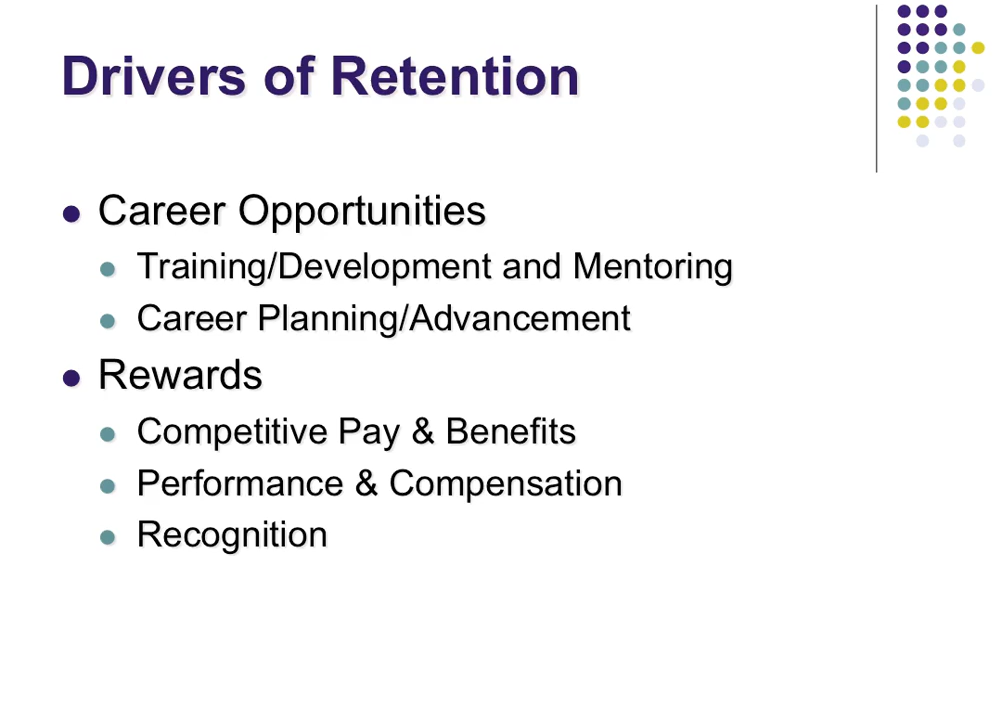 Drivers of Retention
Career Opportunities
Training/Development and Mentoring
Career Planning/Advancement
Rewards
Competitive Pay & Benefits
Performance & Compensation
Recognition